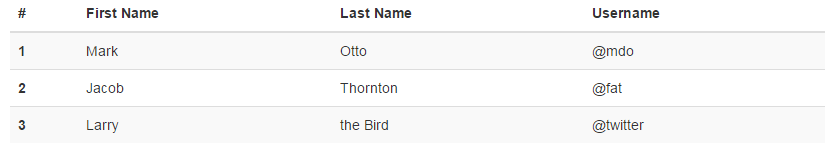 # First Name Last Name Username
1 Mark Otto @mdo
2 Jacob Thornton @fat
3 Larry the Bird @twitter